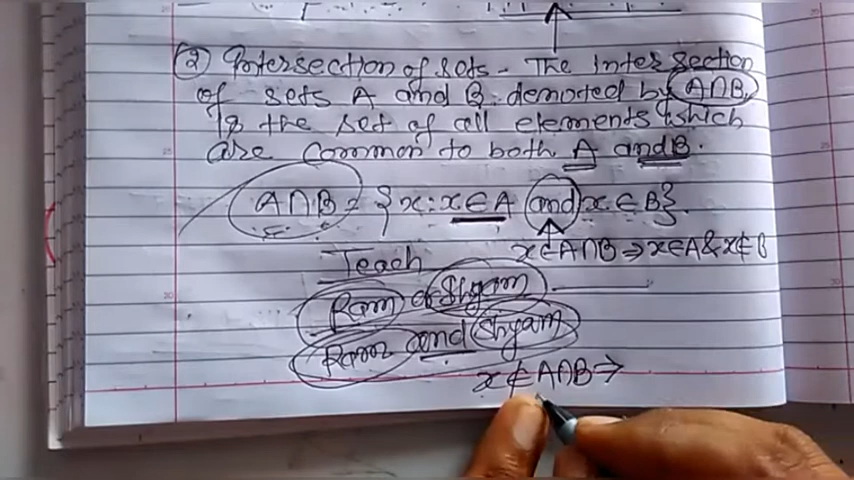 ② Intersection of sets - The intersection
of sets A and B denoted by A∩B,
is the set of all elements which
are common to both A and B.
A∩B = {x : x ∈ A and x ∈ B}.
x ∈ A∩B ⇒ x ∈ A & x ∉ B
Teach
Ram or Shyam
Ram and Shyam
x ∉ A∩B ⇒